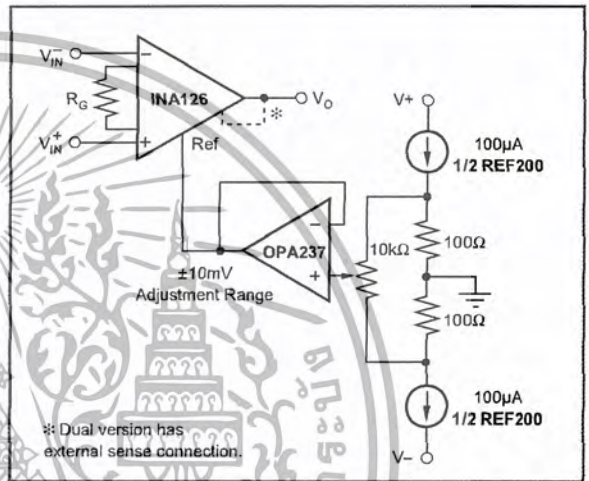 V⁻IN
RG
V⁺IN
INA126
VO
*
Ref
V+
100µA
1/2 REF200
OPA237
10kΩ
100Ω
100Ω
±10mV
Adjustment Range
100µA
1/2 REF200
V–
* Dual version has
external sense connection.